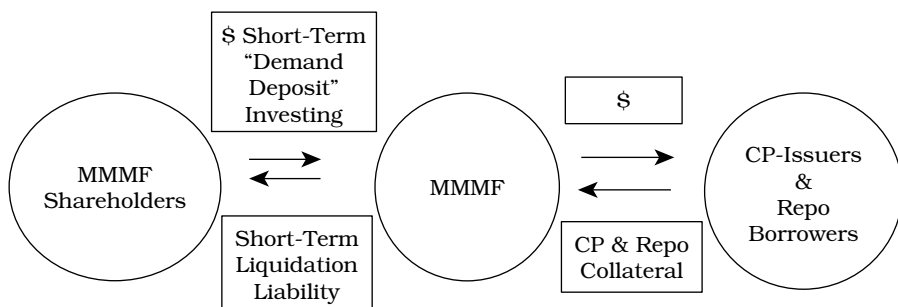 MMMF
Shareholders
$ Short-Term
“Demand
Deposit”
Investing
Short-Term
Liquidation
Liability
MMMF
$
CP & Repo
Collateral
CP-Issuers
&
Repo
Borrowers